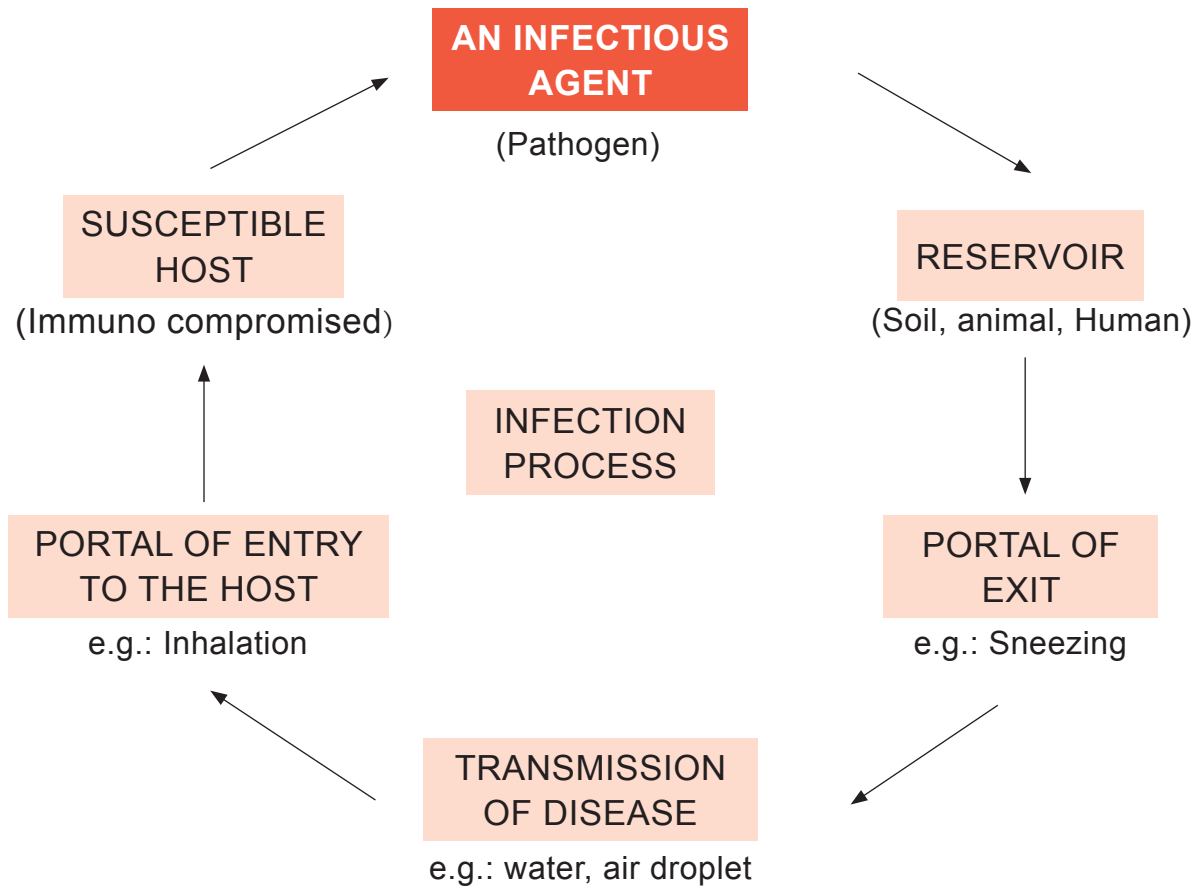 AN INFECTIOUS
AGENT
(Pathogen)
SUSCEPTIBLE
HOST
(Immuno compromised)
RESERVOIR
(Soil, animal, Human)
INFECTION
PROCESS
PORTAL OF ENTRY
TO THE HOST
e.g.: Inhalation
PORTAL OF
EXIT
e.g.: Sneezing
TRANSMISSION
OF DISEASE
e.g.: water, air droplet